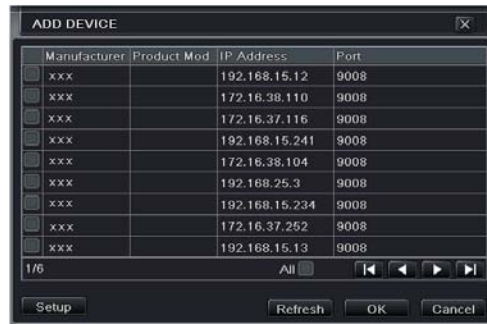 ADD DEVICE
Manufacturer Product Mod IP Address Port
xxx 192.168.15.12 9008
xxx 172.16.38.110 9008
xxx 172.16.37.116 9008
xxx 192.168.15.241 9008
xxx 172.16.38.104 9008
xxx 192.168.25.3 9008
xxx 192.168.15.234 9008
xxx 172.16.37.252 9008
xxx 192.168.15.13 9008
1/6 All
Setup Refresh OK Cancel